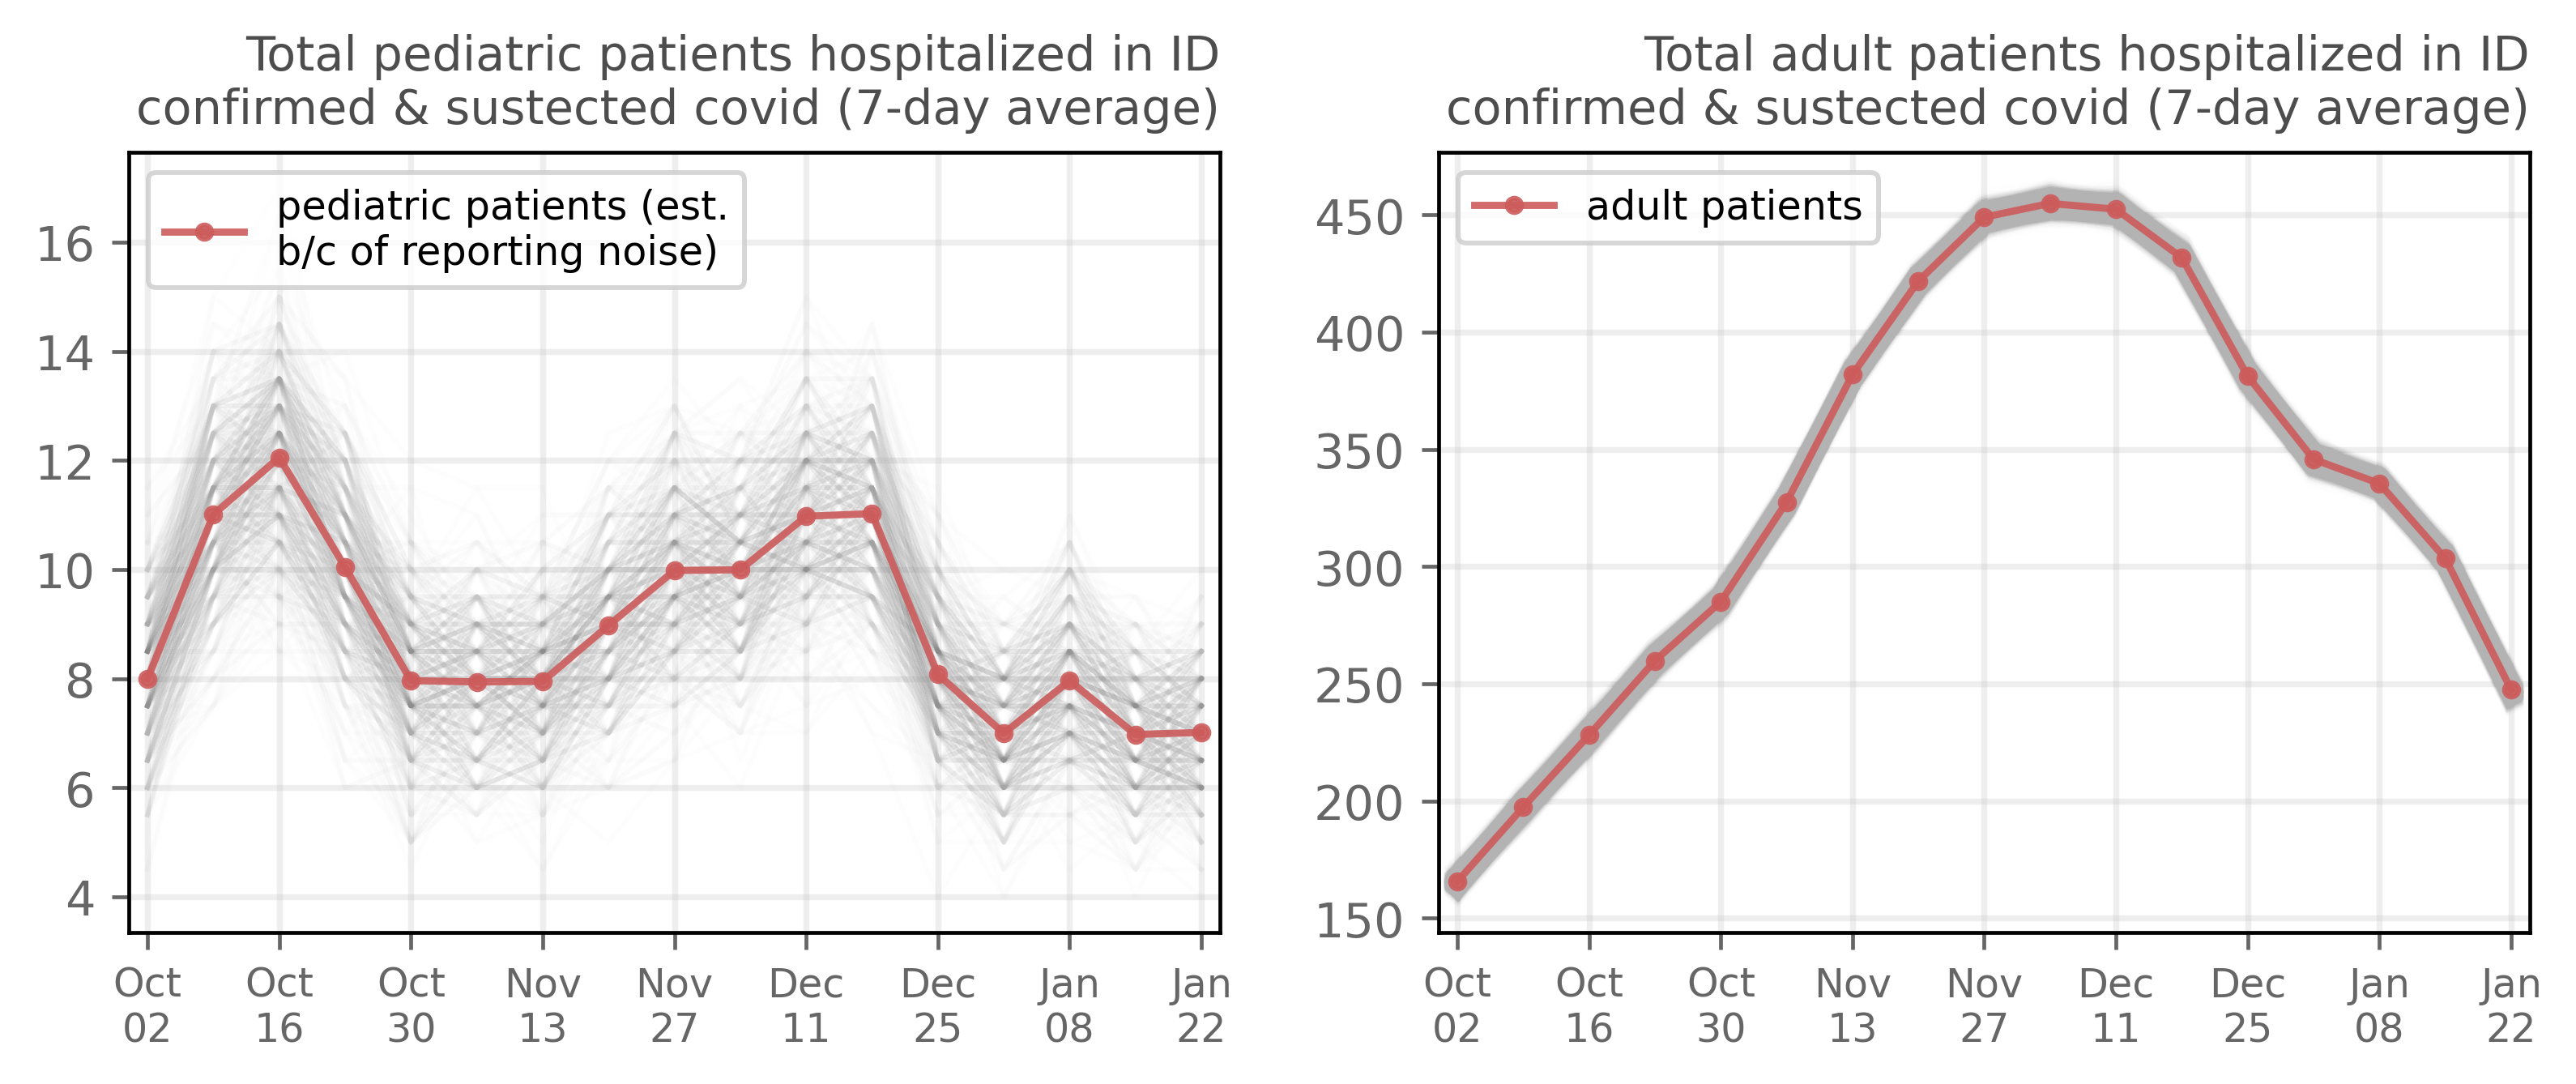 Total pediatric patients hospitalized in ID
confirmed & sustected covid (7-day average)
pediatric patients (est.
b/c of reporting noise)
16
14
12
10
8
6
4
Oct
02
Oct
16
Oct
30
Nov
13
Nov
27
Dec
11
Dec
25
Jan
08
Jan
22
Total adult patients hospitalized in ID
confirmed & sustected covid (7-day average)
adult patients
450
400
350
300
250
200
150
Oct
02
Oct
16
Oct
30
Nov
13
Nov
27
Dec
11
Dec
25
Jan
08
Jan
22